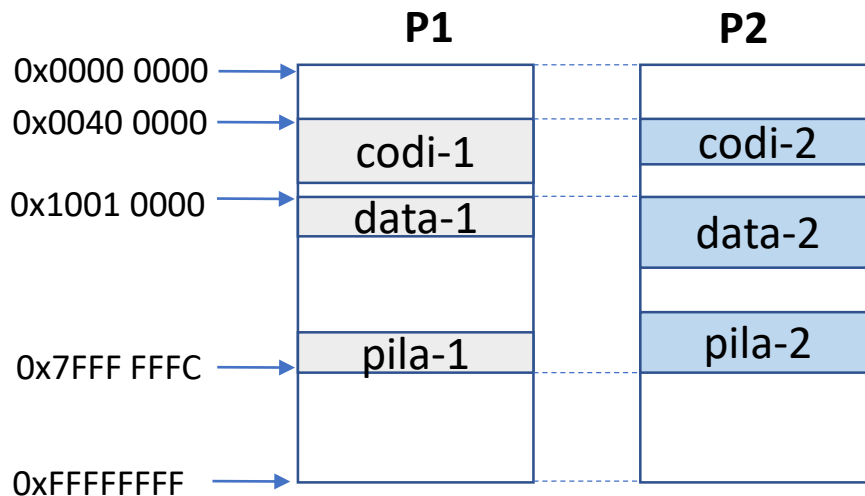 P1 P2
0x0000 0000
0x0040 0000
codi-1 codi-2
0x1001 0000
data-1 data-2
pila-1 pila-2
0x7FFF FFFC
0xFFFFFFFF